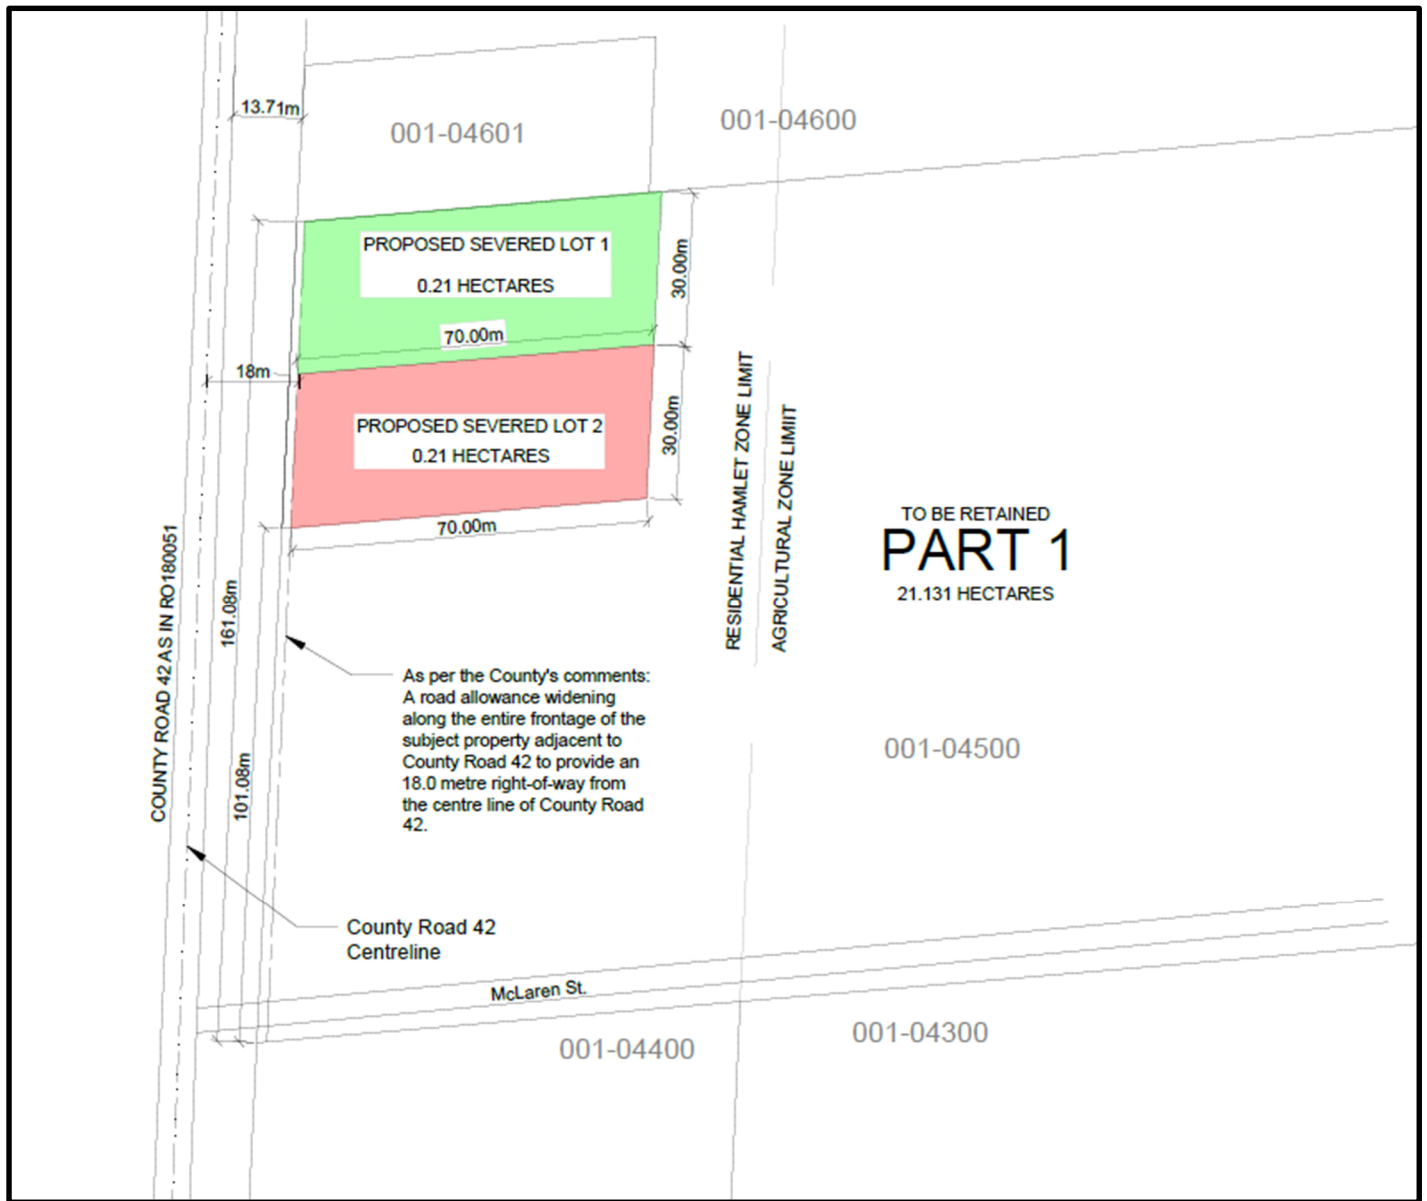 13.71m
001-04601
001-04600
PROPOSED SEVERED LOT 1
0.21 HECTARES
30.00m
70.00m
18m
PROPOSED SEVERED LOT 2
0.21 HECTARES
30.00m
70.00m
RESIDENTIAL HAMLET ZONE LIMIT
AGRICULTURAL ZONE LIMIIT
TO BE RETAINED
PART 1
21.131 HECTARES
COUNTY ROAD 42 AS IN RO180051
161.08m
101.08m
As per the County's comments:
A road allowance widening
along the entire frontage of the
subject property adjacent to
County Road 42 to provide an
18.0 metre right-of-way from
the centre line of County Road
42.
001-04500
County Road 42
Centreline
McLaren St.
001-04400
001-04300